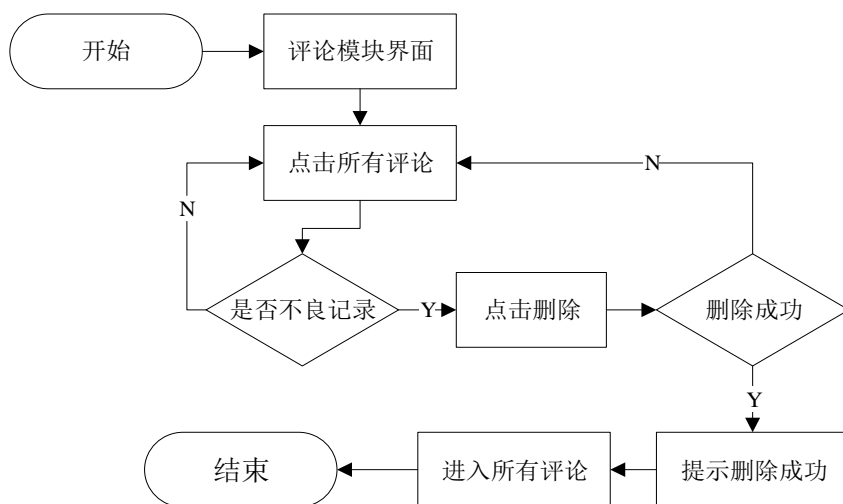 开始
评论模块界面
点击所有评论
N
N
是否不良记录
Y
点击删除
删除成功
Y
结束
进入所有评论
提示删除成功